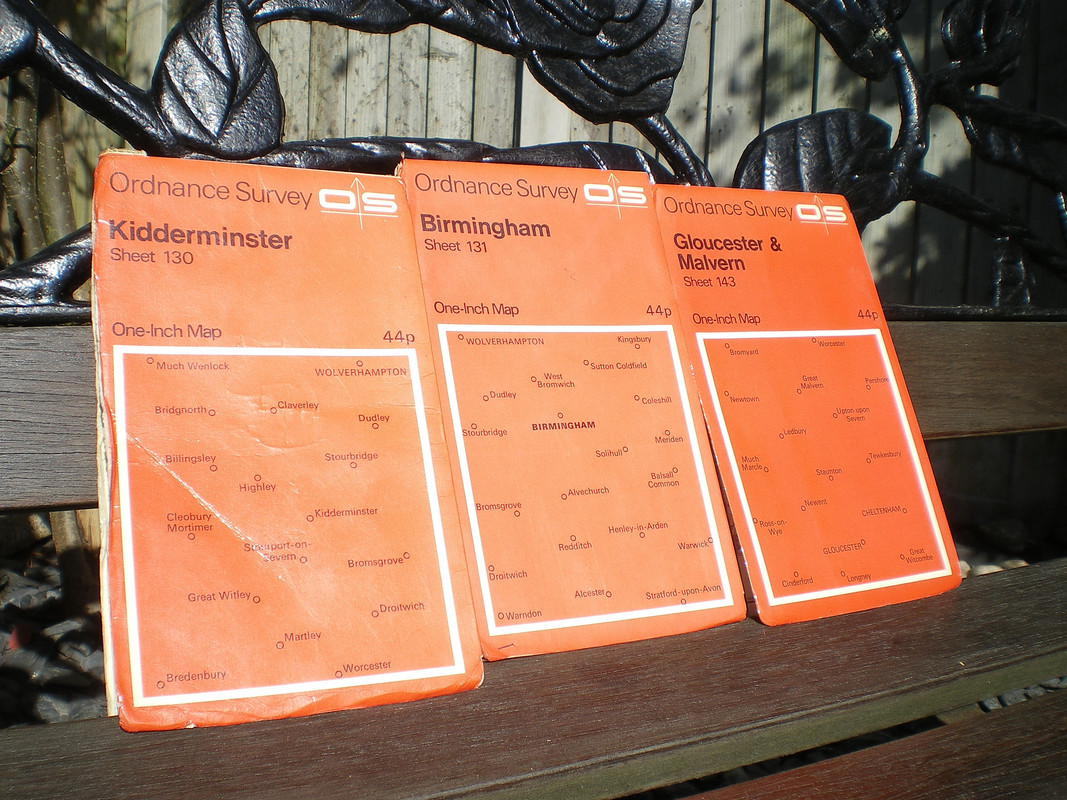 Ordnance Survey OS
Kidderminster
Sheet 130
One-Inch Map 44p
Much Wenlock
WOLVERHAMPTON
Bridgnorth
Claverley
Dudley
Billingsley
Stourbridge
Highley
Cleobury
Mortimer
Kidderminster
Stourport-on-
Severn
Bromsgrove
Great Witley
Droitwich
Martley
Worcester
Bredenbury
Ordnance Survey OS
Birmingham
Sheet 131
One-Inch Map 44p
WOLVERHAMPTON
Kingsbury
Sutton Coldfield
West
Bromwich
Dudley
Coleshill
Stourbridge
BIRMINGHAM
Meriden
Solihull
Balsall
Common
Alvechurch
Bromsgrove
Henley-in-Arden
Redditch
Warwick
Droitwich
Alcester
Stratford-upon-Avon
Warndon
Ordnance Survey OS
Gloucester &
Malvern
Sheet 143
One-Inch Map 44p
Bromyard
Worcester
Great
Malvern
Pershore
Newtown
Upton upon
Severn
Ledbury
Much
Marcle
Tewkesbury
Staunton
Newent
CHELTENHAM
Ross-on-
Wye
GLOUCESTER
Great
Witcombe
Cinderford
Longney